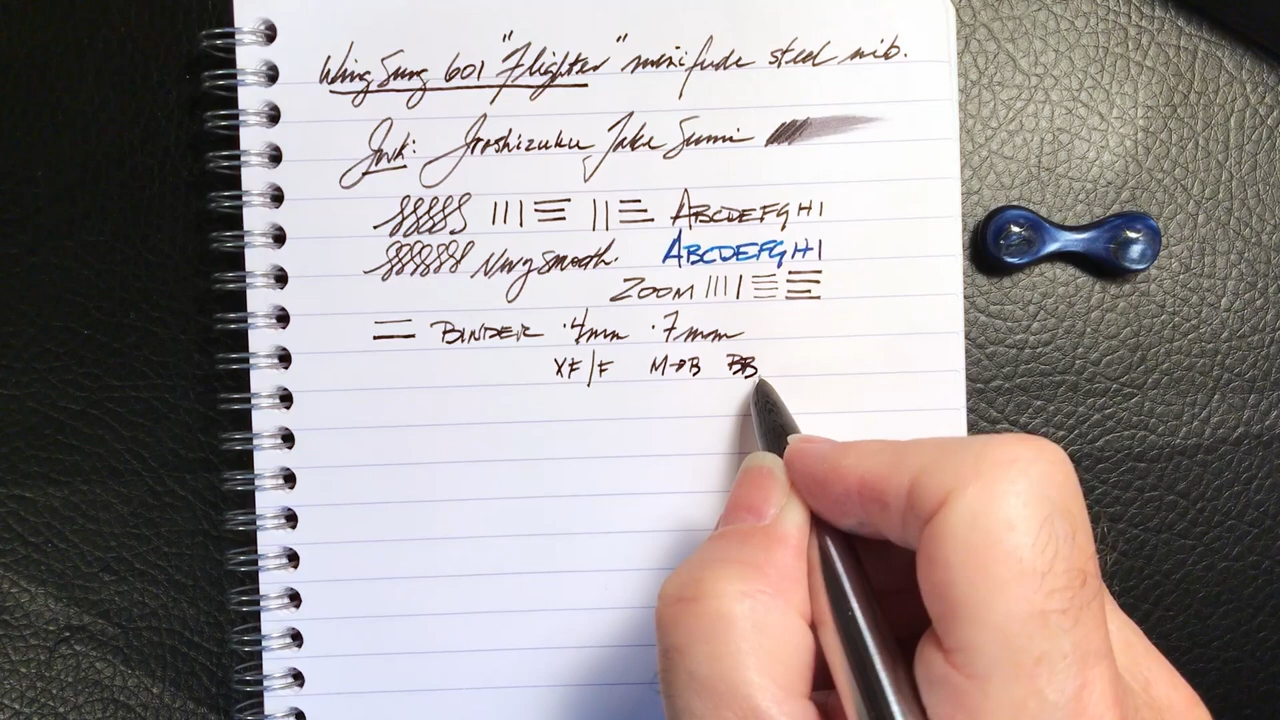 Wing Sung 601 "Flighter" mini fude steel nib.
Ink: Iroshizuku Take Sumi
ABCDEFGHI
Very smooth. ABCDEFGHI
ZOOM
BINDER .4mm .7mm
XF/F M→B BB